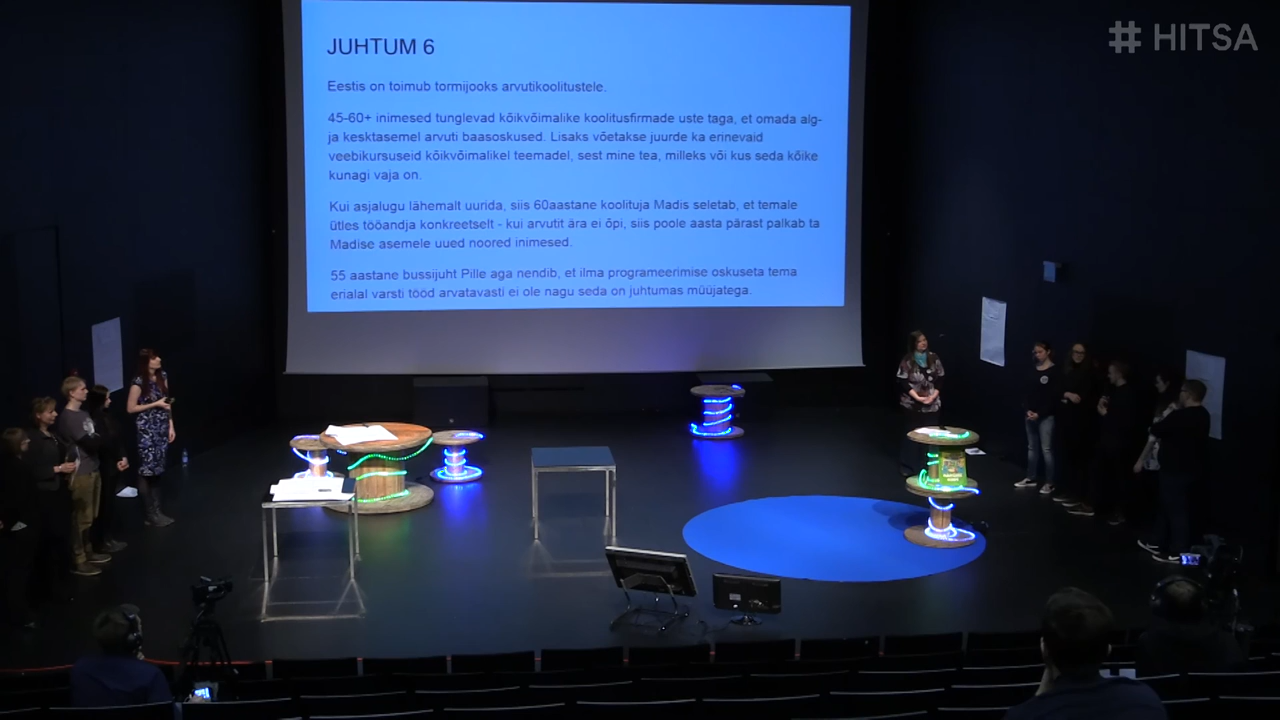 # HITSA
JUHTUM 6
Eestis on toimub tormijooks arvutikoolitustele.
45-60+ inimesed tunglevad kõikvõimalike koolitusfirmade uste taga, et omada alg-
ja kesktasemel arvuti baasoskused. Lisaks võetakse juurde ka erinevaid
veebikursuseid kõikvõimalikel teemadel, sest mine tea, milleks või kus seda kõike
kunagi vaja on.
Kui asjalugu lähemalt uurida, siis 60aastane koolituja Madis seletab, et temale
ütles tööandja konkreetselt - kui arvutit ära ei õpi, siis poole aasta pärast palkab ta
Madise asemele uued noored inimesed.
55 aastane bussijuht Pille aga nendib, et ilma programeerimise oskuseta tema
erialal varsti tööd arvatavasti ei ole nagu seda on juhtumas müüjatega.